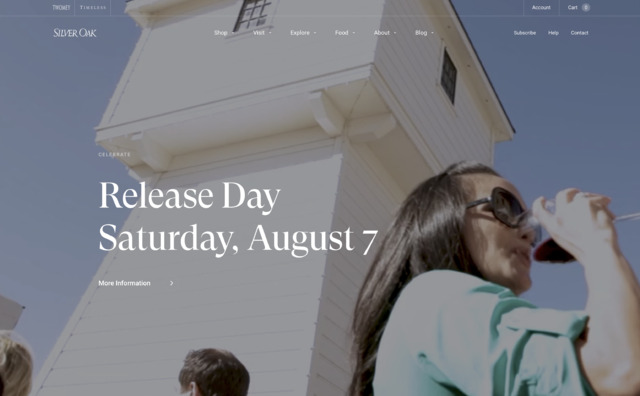 TWOMEY
TIMELESS
Account
Cart
0
SILVER OAK
Shop
Visit
Explore
Food
About
Blog
Subscribe
Help
Contact
CELEBRATE
Release Day
Saturday, August 7
More Information